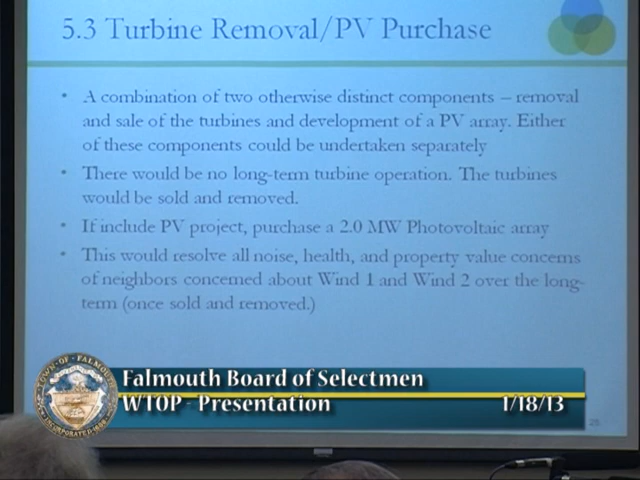 5.3 Turbine Removal/PV Purchase
• A combination of two otherwise distinct components – removal
and sale of the turbines and development of a PV array. Either
of these components could be undertaken separately
• There would be no long-term turbine operation. The turbines
would be sold and removed.
• If include PV project, purchase a 2.0 MW Photovoltaic array
• This would resolve all noise, health, and property value concerns
of neighbors concerned about Wind 1 and Wind 2 over the long-
term (once sold and removed.)
TOWN OF FALMOUTH
Falmouth Board of Selectmen
WTOP - Presentation 1/18/13